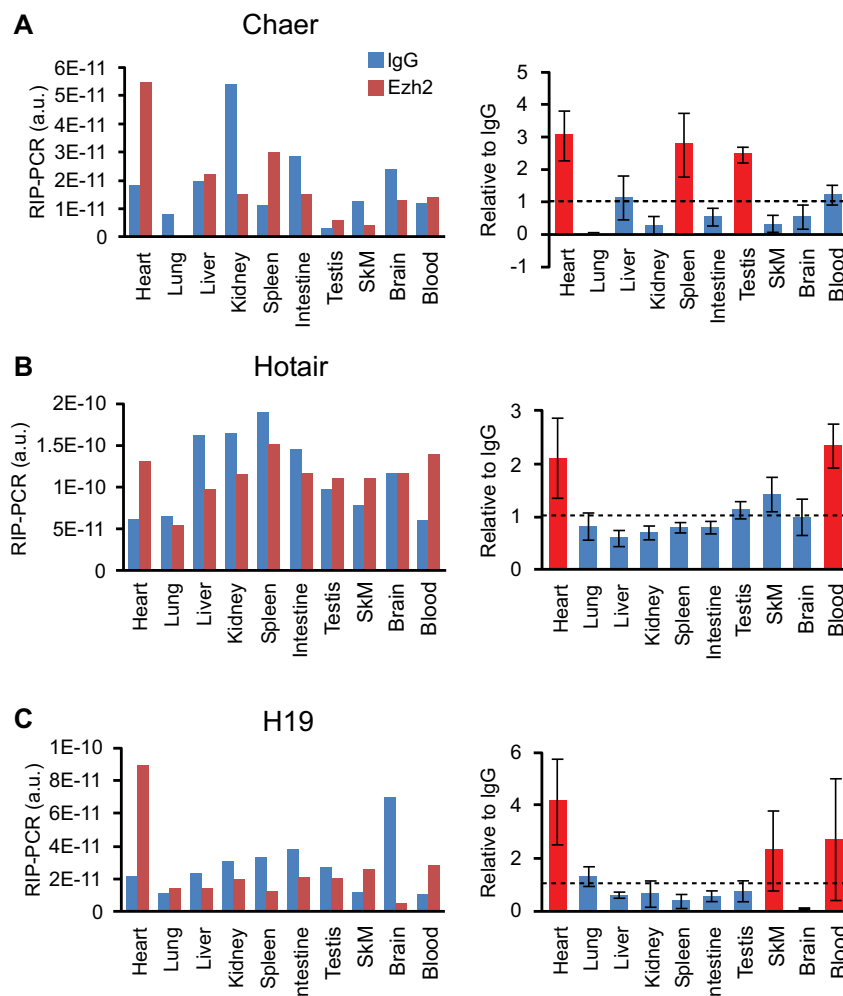 A
Chaer
IgG
Ezh2
RIP-PCR (a.u.)
6E-11
5E-11
4E-11
3E-11
2E-11
1E-11
0
Heart
Lung
Liver
Kidney
Spleen
Intestine
Testis
SkM
Brain
Blood
Relative to IgG
5
4
3
2
1
0
-1
Heart
Lung
Liver
Kidney
Spleen
Intestine
Testis
SkM
Brain
Blood
B
Hotair
RIP-PCR (a.u.)
2E-10
1.5E-10
1E-10
5E-11
0
Heart
Lung
Liver
Kidney
Spleen
Intestine
Testis
SkM
Brain
Blood
Relative to IgG
3
2
1
0
Heart
Lung
Liver
Kidney
Spleen
Intestine
Testis
SkM
Brain
Blood
C
H19
RIP-PCR (a.u.)
1E-10
8E-11
6E-11
4E-11
2E-11
0
Heart
Lung
Liver
Kidney
Spleen
ntestine
Testis
SkM
Brain
Blood
Relative to IgG
6
4
2
0
Heart
Lung
Liver
Kidney
Spleen
ntestine
Testis
SkM
Brain
Blood